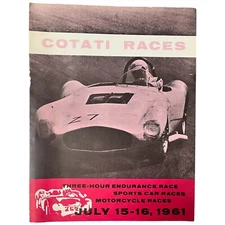 COTATI RACES
27
THREE-HOUR ENDURANCE RACE
SPORTS CAR RACES
MOTORCYCLE RACES
JULY 15-16, 1961